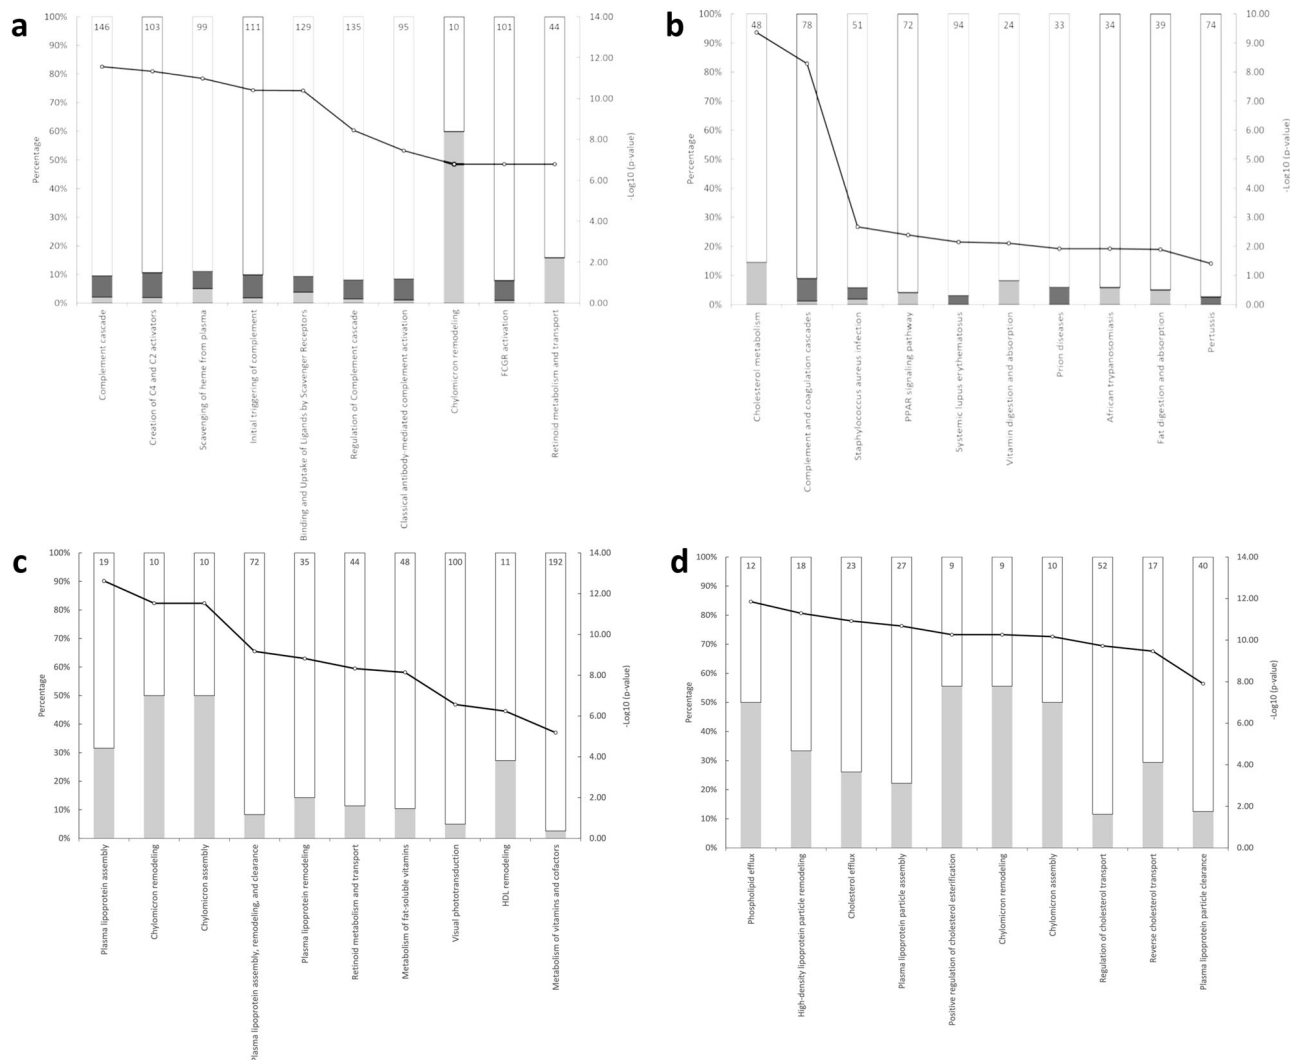 a
146 103 99 111 129 135 95 10 101 44
100%
90%
80%
70%
60%
50%
40%
30%
20%
10%
0%
Percentage
14.00
12.00
10.00
8.00
6.00
4.00
2.00
0.00
-Log10 (p-value)
Complement cascade
Creation of C4 and C2 activators
Scavenging of heme from plasma
Initial triggering of complement
Binding and Uptake of Ligands by Scavenger Receptors
Regulation of Complement cascade
Classical antibody-mediated complement activation
Chylomicron remodeling
FCGR activation
Retinoid metabolism and transport
b
48 78 51 72 94 24 33 34 39 74
100%
90%
80%
70%
60%
50%
40%
30%
20%
10%
0%
Percentage
10.00
9.00
8.00
7.00
6.00
5.00
4.00
3.00
2.00
1.00
0.00
-Log10 (p-value)
Cholesterol metabolism
Complement and coagulation cascades
Staphylococcus aureus infection
PPAR signaling pathway
Systemic lupus erythematosus
Vitamin digestion and absorption
Prion diseases
African trypanosomiasis
Fat digestion and absorption
Pertussis
c
19 10 10 72 35 44 48 100 11 192
100%
90%
80%
70%
60%
50%
40%
30%
20%
10%
0%
Percentage
14.00
12.00
10.00
8.00
6.00
4.00
2.00
0.00
-Log10 (p-value)
Plasma lipoprotein assembly
Chylomicron remodeling
Chylomicron assembly
Plasma lipoprotein assembly, remodeling, and clearance
Plasma lipoprotein remodeling
Retinoid metabolism and transport
Metabolism of fat-soluble vitamins
Visual phototransduction
HDL remodeling
Metabolism of vitamins and cofactors
d
12 18 23 27 9 9 10 52 17 40
100%
90%
80%
70%
60%
50%
40%
30%
20%
10%
0%
Percentage
14.00
12.00
10.00
8.00
6.00
4.00
2.00
0.00
-Log10 (p-value)
Phospholipid efflux
High-density lipoprotein particle remodeling
Cholesterol efflux
Plasma lipoprotein particle assembly
Positive regulation of cholesterol esterification
Chylomicron remodeling
Chylomicron assembly
Regulation of cholesterol transport
Reverse cholesterol transport
Plasma lipoprotein particle clearance